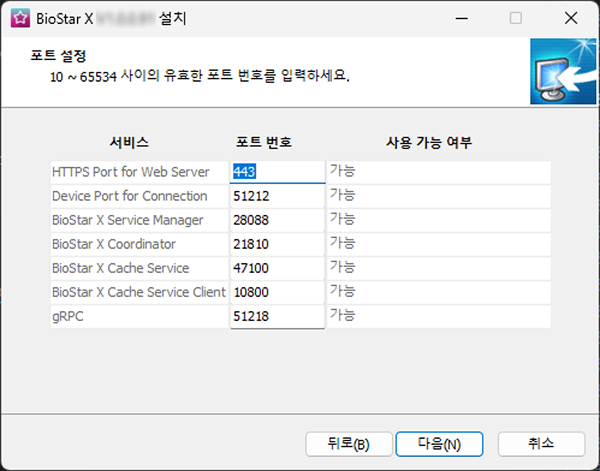 BioStar X 설치
포트 설정
10 ~ 65534 사이의 유효한 포트 번호를 입력하세요.
서비스 포트 번호 사용 가능 여부
HTTPS Port for Web Server 443 가능
Device Port for Connection 51212 가능
BioStar X Service Manager 28088 가능
BioStar X Coordinator 21810 가능
BioStar X Cache Service 47100 가능
BioStar X Cache Service Client 10800 가능
gRPC 51218 가능
뒤로(B) 다음(N) 취소